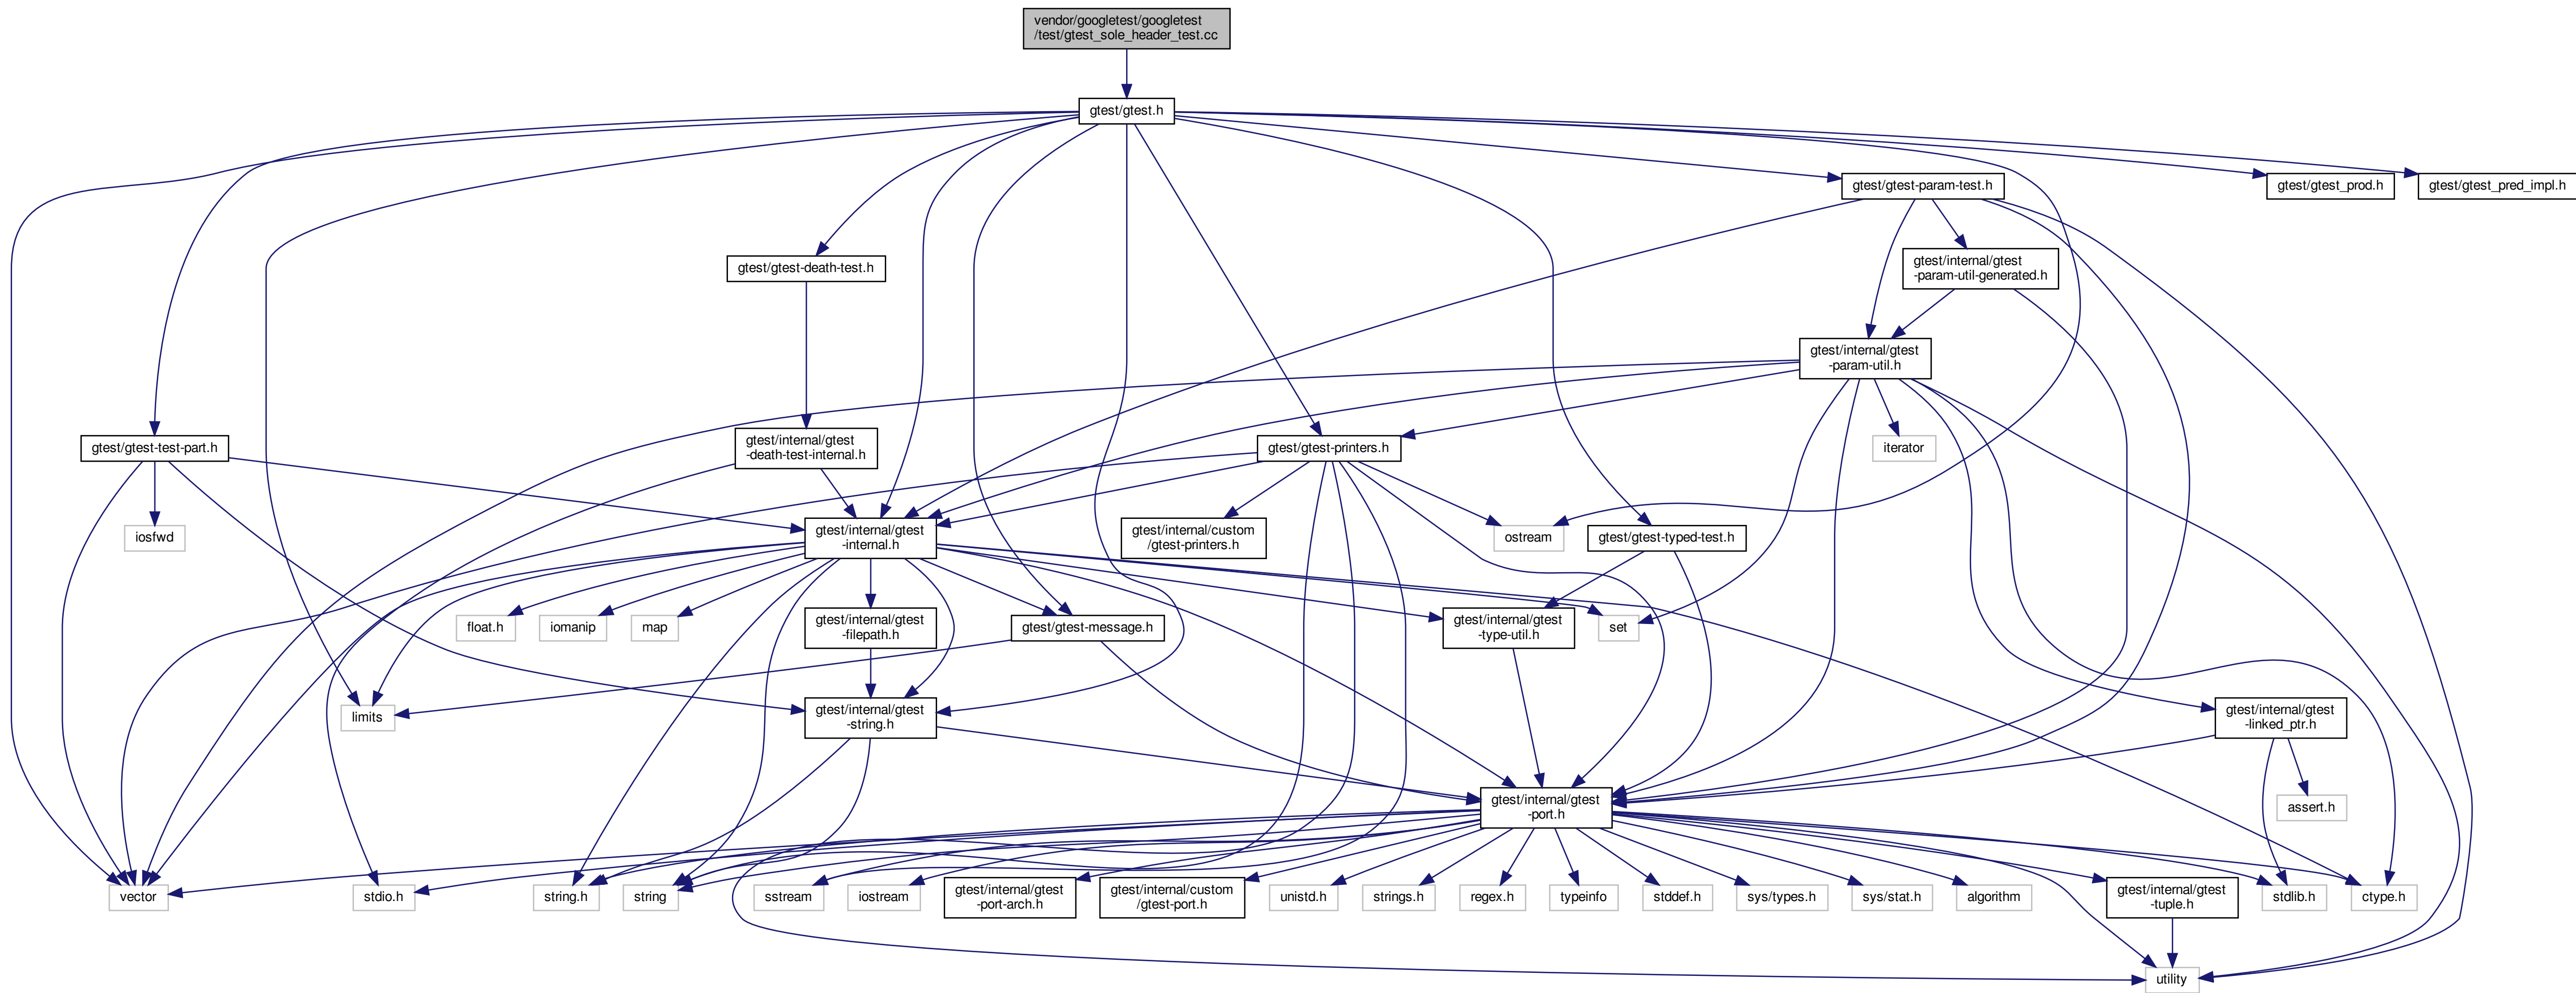 vendor/googletest/googletest
/test/gtest_sole_header_test.cc
gtest/gtest.h
gtest/gtest-param-test.h
gtest/gtest_prod.h
gtest/gtest_pred_impl.h
gtest/gtest-death-test.h
gtest/internal/gtest
-param-util-generated.h
gtest/internal/gtest
-param-util.h
gtest/gtest-test-part.h
gtest/internal/gtest
-death-test-internal.h
gtest/gtest-printers.h
iterator
iosfwd
gtest/internal/gtest
-internal.h
gtest/internal/custom
/gtest-printers.h
ostream
gtest/gtest-typed-test.h
float.h
iomanip
map
gtest/internal/gtest
-filepath.h
gtest/gtest-message.h
gtest/internal/gtest
-type-util.h
set
limits
gtest/internal/gtest
-string.h
gtest/internal/gtest
-linked_ptr.h
gtest/internal/gtest
-port.h
assert.h
vector
stdio.h
string.h
string
sstream
iostream
gtest/internal/gtest
-port-arch.h
gtest/internal/custom
/gtest-port.h
unistd.h
strings.h
regex.h
typeinfo
stddef.h
sys/types.h
sys/stat.h
algorithm
gtest/internal/gtest
-tuple.h
stdlib.h
ctype.h
utility